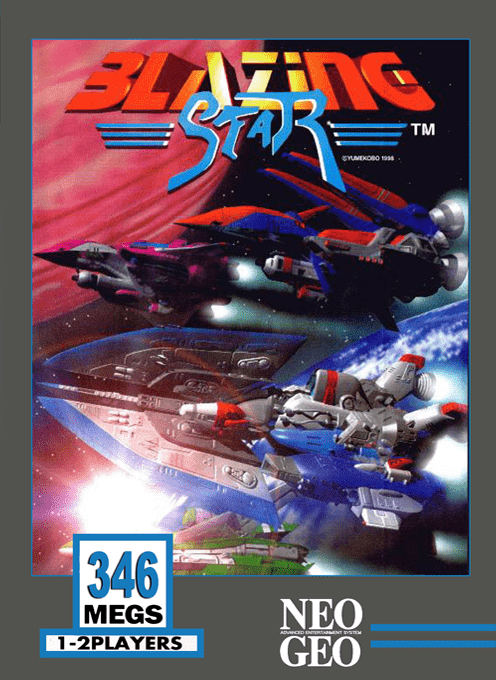 BLAZING
STAR
TM
©YUMEKOBO 1998
346
MEGS
1-2PLAYERS
NEO
ADVANCED ENTERTAINMENT SYSTEM
GEO